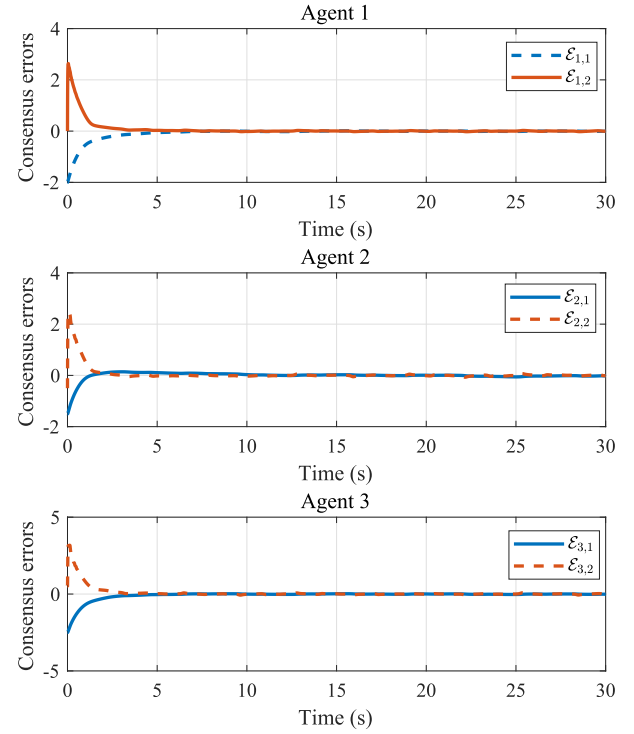 Agent 1
Consensus errors
4
2
0
-2
ℰ1,1
ℰ1,2
0 5 10 15 20 25 30
Time (s)
Agent 2
Consensus errors
4
2
0
-2
ℰ2,1
ℰ2,2
0 5 10 15 20 25 30
Time (s)
Agent 3
Consensus errors
5
0
-5
ℰ3,1
ℰ3,2
0 5 10 15 20 25 30
Time (s)